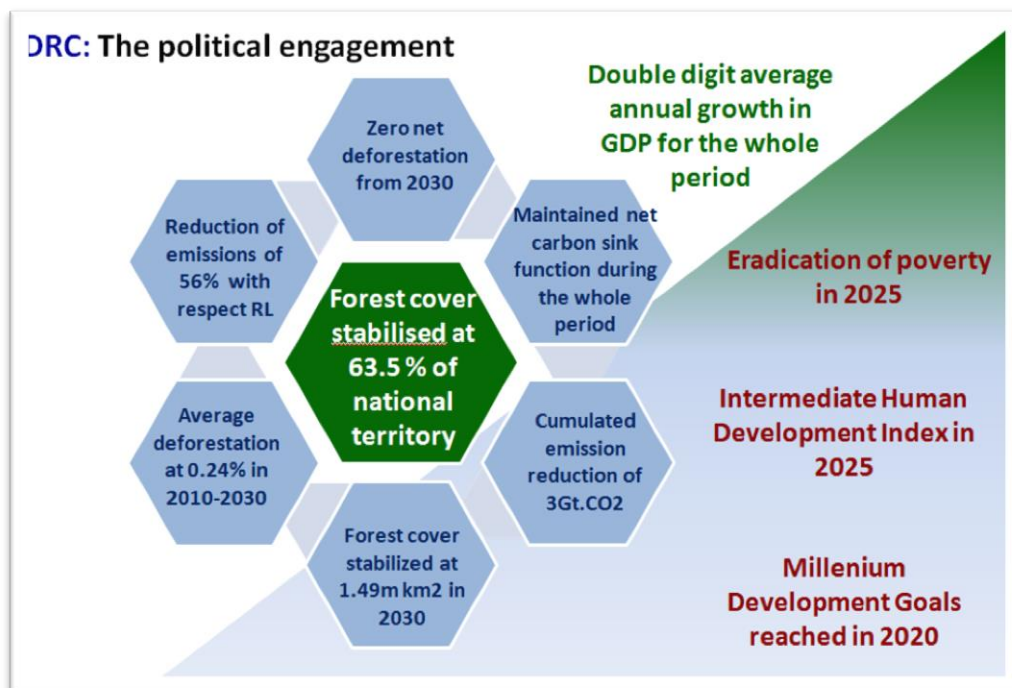 DRC: The political engagement
Double digit average
annual growth in
GDP for the whole
period
Zero net
deforestation
from 2030
Reduction of
emissions of
56% with
respect RL
Maintained net
carbon sink
function during
the whole
period
Forest cover
stabilised at
63.5 % of
national
territory
Average
deforestation
at 0.24% in
2010-2030
Cumulated
emission
reduction of
3Gt.CO2
Forest cover
stabilized at
1.49m km2 in
2030
Eradication of poverty
in 2025
Intermediate Human
Development Index in
2025
Millenium
Development Goals
reached in 2020